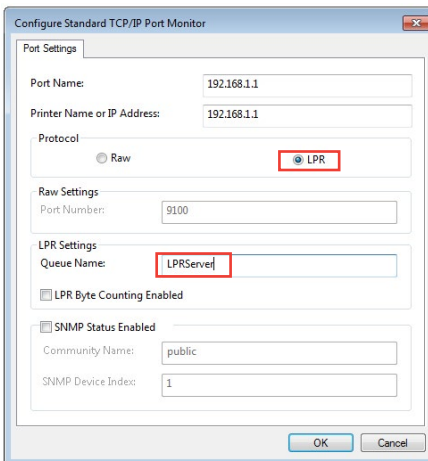 Configure Standard TCP/IP Port Monitor
Port Settings
Port Name: 192.168.1.1
Printer Name or IP Address: 192.168.1.1
Protocol
Raw LPR
Raw Settings
Port Number: 9100
LPR Settings
Queue Name: LPRServer
LPR Byte Counting Enabled
SNMP Status Enabled
Community Name: public
SNMP Device Index: 1
OK Cancel